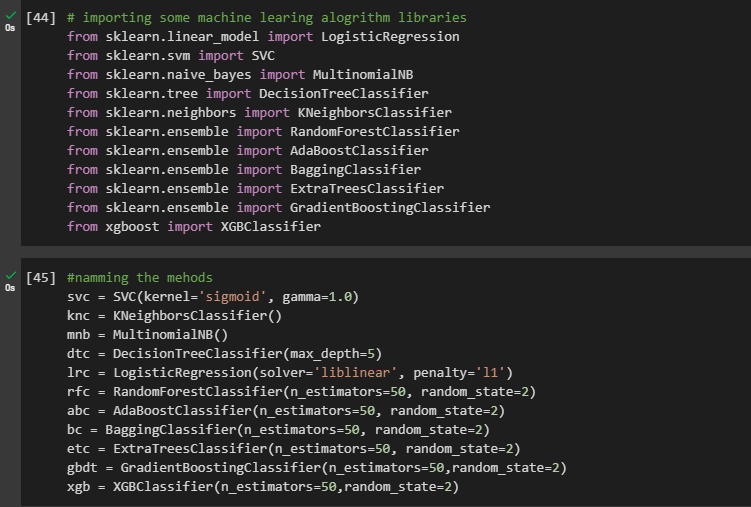 [44] # importing some machine learing alogrithm libraries
from sklearn.linear_model import LogisticRegression
from sklearn.svm import SVC
from sklearn.naive_bayes import MultinomialNB
from sklearn.tree import DecisionTreeClassifier
from sklearn.neighbors import KNeighborsClassifier
from sklearn.ensemble import RandomForestClassifier
from sklearn.ensemble import AdaBoostClassifier
from sklearn.ensemble import BaggingClassifier
from sklearn.ensemble import ExtraTreesClassifier
from sklearn.ensemble import GradientBoostingClassifier
from xgboost import XGBClassifier
0s
[45] #namming the mehods
svc = SVC(kernel='sigmoid', gamma=1.0)
knc = KNeighborsClassifier()
mnb = MultinomialNB()
dtc = DecisionTreeClassifier(max_depth=5)
lrc = LogisticRegression(solver='liblinear', penalty='l1')
rfc = RandomForestClassifier(n_estimators=50, random_state=2)
abc = AdaBoostClassifier(n_estimators=50, random_state=2)
bc = BaggingClassifier(n_estimators=50, random_state=2)
etc = ExtraTreesClassifier(n_estimators=50, random_state=2)
gbdt = GradientBoostingClassifier(n_estimators=50,random_state=2)
xgb = XGBClassifier(n_estimators=50,random_state=2)
0s